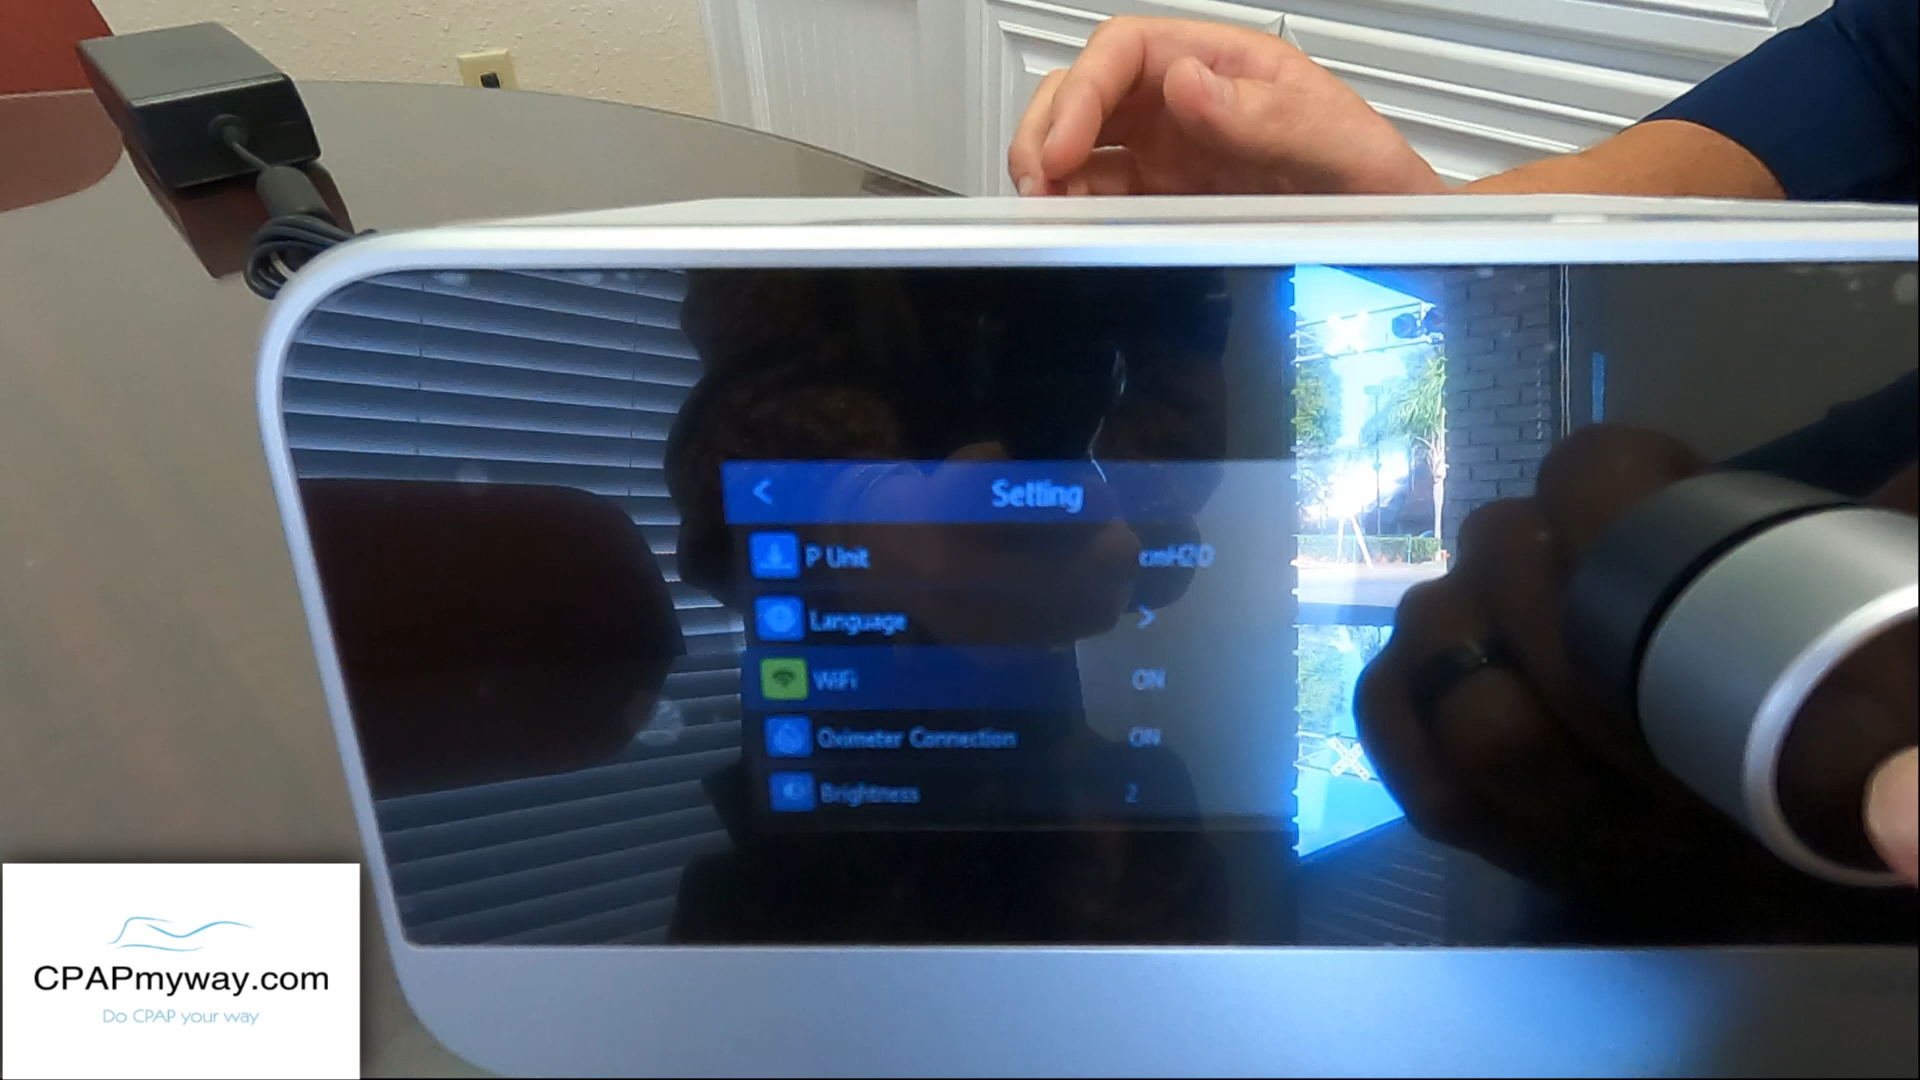 <
Setting
P Unit cmH2O
Language >
WiFi ON
Oximeter Connection ON
Brightness 2
CPAPmyway.com
Do CPAP your way